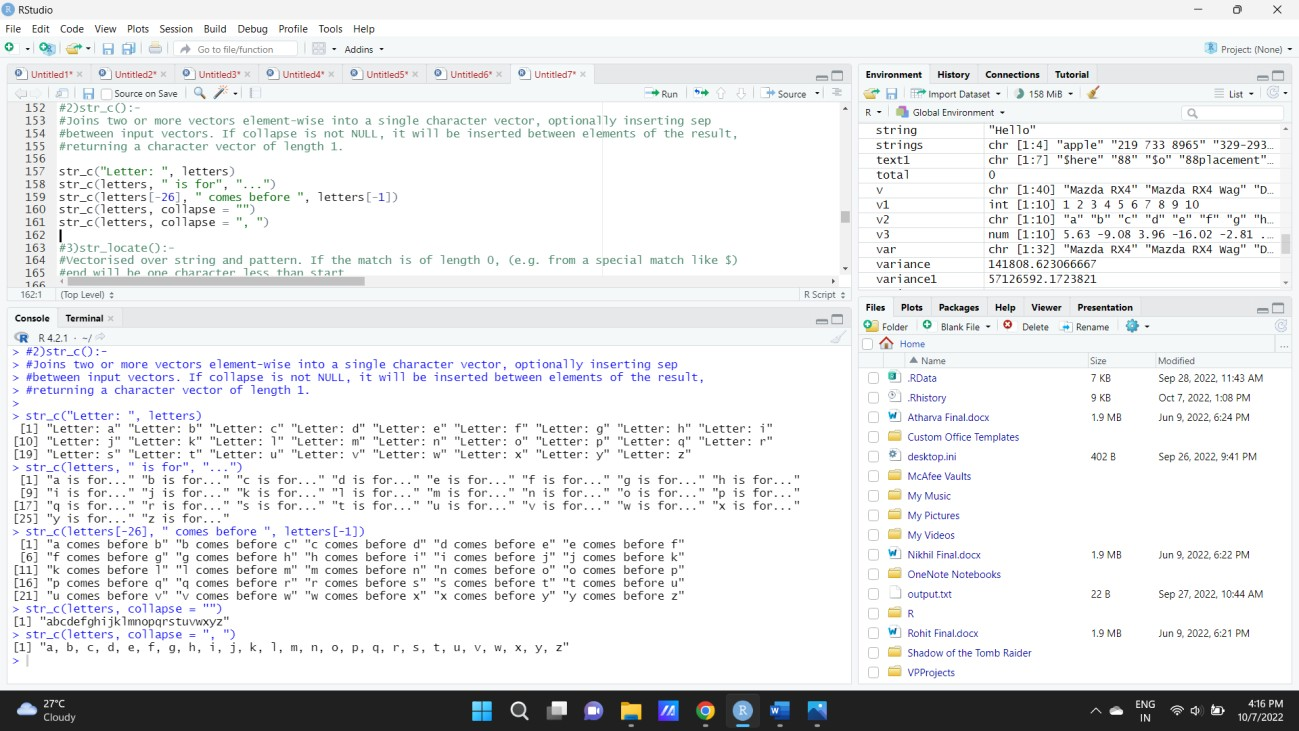 RStudio
File Edit Code View Plots Session Build Debug Profile Tools Help
Go to file/function Addins Project: (None)
Untitled1* Untitled2* Untitled3* Untitled4* Untitled5* Untitled6* Untitled7*
Source on Save Run Source
152 #2)str_c():-
153 #Joins two or more vectors element-wise into a single character vector, optionally inserting sep
154 #between input vectors. If collapse is not NULL, it will be inserted between elements of the result,
155 #returning a character vector of length 1.
156
157 str_c("Letter: ", letters)
158 str_c(letters, " is for", "...")
159 str_c(letters[-26], " comes before ", letters[-1])
160 str_c(letters, collapse = "")
161 str_c(letters, collapse = ", ")
162
163 #3)str_locate():-
164 #Vectorised over string and pattern. If the match is of length 0, (e.g. from a special match like $)
165 #end will be one character less than start
166
162:1 (Top Level) R Script
Console Terminal
R 4.2.1 · ~/
> #2)str_c():-
> #Joins two or more vectors element-wise into a single character vector, optionally inserting sep
> #between input vectors. If collapse is not NULL, it will be inserted between elements of the result,
> #returning a character vector of length 1.
>
> str_c("Letter: ", letters)
[1] "Letter: a" "Letter: b" "Letter: c" "Letter: d" "Letter: e" "Letter: f" "Letter: g" "Letter: h" "Letter: i"
[10] "Letter: j" "Letter: k" "Letter: l" "Letter: m" "Letter: n" "Letter: o" "Letter: p" "Letter: q" "Letter: r"
[19] "Letter: s" "Letter: t" "Letter: u" "Letter: v" "Letter: w" "Letter: x" "Letter: y" "Letter: z"
> str_c(letters, " is for", "...")
[1] "a is for..." "b is for..." "c is for..." "d is for..." "e is for..." "f is for..." "g is for..." "h is for..."
[9] "i is for..." "j is for..." "k is for..." "l is for..." "m is for..." "n is for..." "o is for..." "p is for..."
[17] "q is for..." "r is for..." "s is for..." "t is for..." "u is for..." "v is for..." "w is for..." "x is for..."
[25] "y is for..." "z is for..."
> str_c(letters[-26], " comes before ", letters[-1])
[1] "a comes before b" "b comes before c" "c comes before d" "d comes before e" "e comes before f"
[6] "f comes before g" "g comes before h" "h comes before i" "i comes before j" "j comes before k"
[11] "k comes before l" "l comes before m" "m comes before n" "n comes before o" "o comes before p"
[16] "p comes before q" "q comes before r" "r comes before s" "s comes before t" "t comes before u"
[21] "u comes before v" "v comes before w" "w comes before x" "x comes before y" "y comes before z"
> str_c(letters, collapse = "")
[1] "abcdefghijklmnopqrstuvwxyz"
> str_c(letters, collapse = ", ")
[1] "a, b, c, d, e, f, g, h, i, j, k, l, m, n, o, p, q, r, s, t, u, v, w, x, y, z"
>
Environment History Connections Tutorial
Import Dataset 158 MiB List
R Global Environment
string "Hello"
strings chr [1:4] "apple" "219 733 8965" "329-293…
text1 chr [1:7] "$here" "88" "$o" "88placement"…
total 0
v chr [1:40] "Mazda RX4" "Mazda RX4 Wag" "D…
v1 int [1:10] 1 2 3 4 5 6 7 8 9 10
v2 chr [1:10] "a" "b" "c" "d" "e" "f" "g" "h…
v3 num [1:10] 5.63 -9.08 3.96 -16.02 -2.81 ...
var chr [1:32] "Mazda RX4" "Mazda RX4 Wag" "D…
variance 141808.623066667
variance1 57126592.1723821
Files Plots Packages Help Viewer Presentation
Folder Blank File Delete Rename
Home ...
Name Size Modified
.RData 7 KB Sep 28, 2022, 11:43 AM
.Rhistory 9 KB Oct 7, 2022, 1:08 PM
Atharva Final.docx 1.9 MB Jun 9, 2022, 6:24 PM
Custom Office Templates
desktop.ini 402 B Sep 26, 2022, 9:41 PM
McAfee Vaults
My Music
My Pictures
My Videos
Nikhil Final.docx 1.9 MB Jun 9, 2022, 6:22 PM
OneNote Notebooks
output.txt 22 B Sep 27, 2022, 10:44 AM
R
Rohit Final.docx 1.9 MB Jun 9, 2022, 6:21 PM
Shadow of the Tomb Raider
VPProjects
27°C
Cloudy
ENG
IN
4:16 PM
10/7/2022